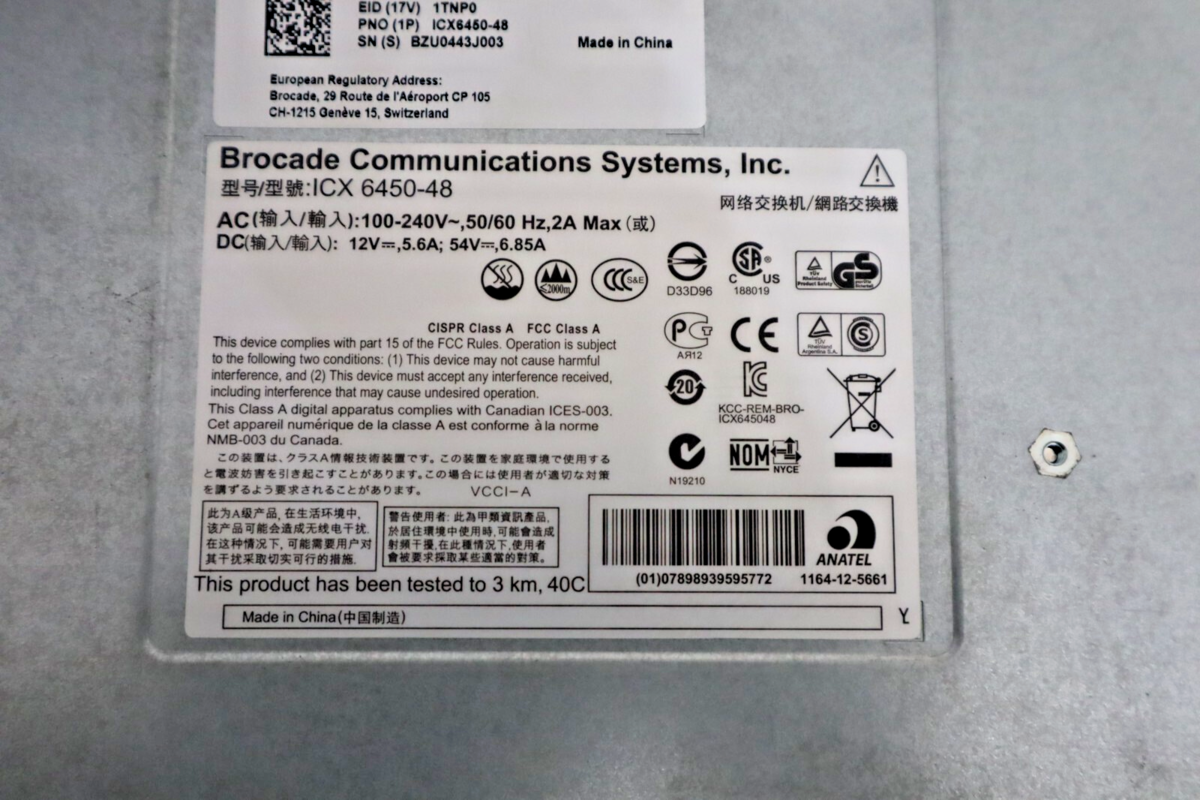 EID (17V) 1TNP0
PNO (1P) ICX6450-48
SN (S) BZU0443J003
Made in China
European Regulatory Address:
Brocade, 29 Route de l'Aéroport CP 105
CH-1215 Genève 15, Switzerland
Brocade Communications Systems, Inc.
型号/型號:ICX 6450-48
网络交换机/網路交換機
AC(输入/輸入):100-240V~,50/60 Hz,2A Max (或)
DC(输入/輸入): 12V⎓,5.6A; 54V⎓,6.85A
≤2000m
CCC S&E
D33D96
SA
C US
188019
TÜV
Rheinland
Product Safety
GS
CISPR Class A FCC Class A
This device complies with part 15 of the FCC Rules. Operation is subject
to the following two conditions: (1) This device may not cause harmful
interference, and (2) This device must accept any interference received,
including interference that may cause undesired operation.
This Class A digital apparatus complies with Canadian ICES-003.
Cet appareil numérique de la classe A est conforme à la norme
NMB-003 du Canada.
この装置は、クラスA情報技術装置です。この装置を家庭環境で使用する
と電波妨害を引き起こすことがあります。この場合には使用者が適切な対策
を講ずるよう要求されることがあります。 VCCI-A
АЯ12
CE
TÜV
Rheinland
Argentina S.A.
S
20
KCC-REM-BRO-
ICX645048
N19210
NOM
NYCE
此为A级产品, 在生活环境中,
该产品可能会造成无线电干扰.
在这种情况下, 可能需要用户对
其干扰采取切实可行的措施.
警告使用者: 此為甲類資訊產品,
於居住環境中使用時,可能會造成
射頻干擾,在此種情況下,使用者
會被要求採取某些適當的對策。
(01)07898939595772
ANATEL
1164-12-5661
This product has been tested to 3 km, 40C
Made in China(中国制造)